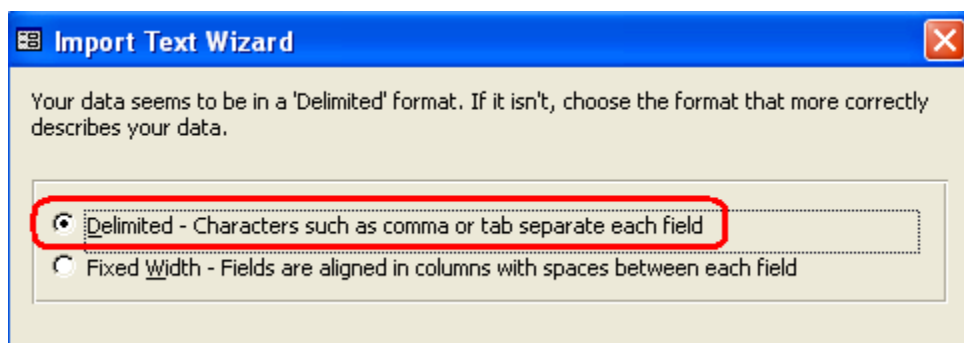 Import Text Wizard
Your data seems to be in a 'Delimited' format. If it isn't, choose the format that more correctly
describes your data.
Delimited - Characters such as comma or tab separate each field
Fixed Width - Fields are aligned in columns with spaces between each field